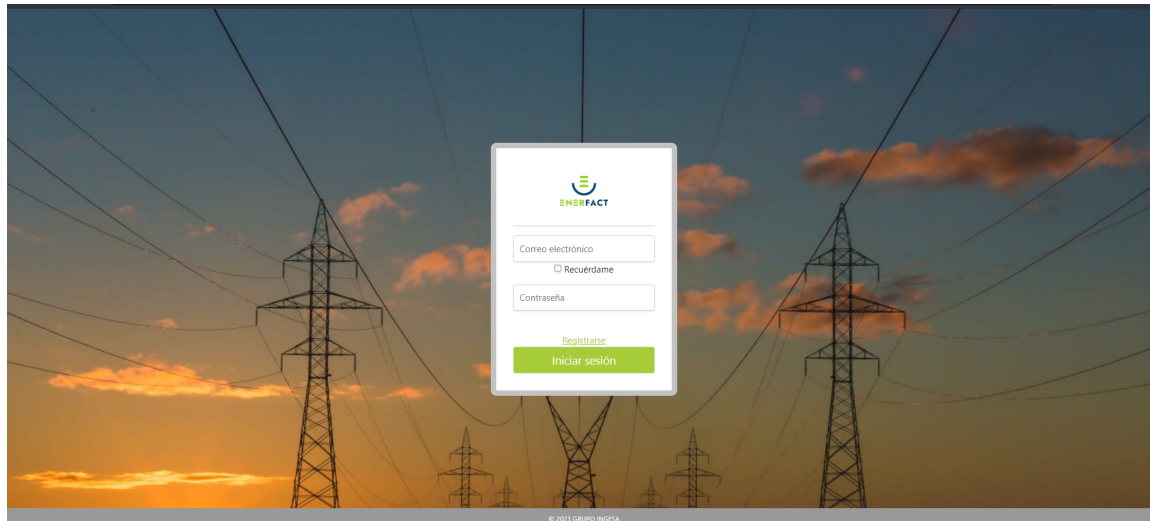 ENERFACT
Correo electrónico
Recuérdame
Contraseña
Registrarse
Iniciar sesión
© 2023 GRUPO INGESA